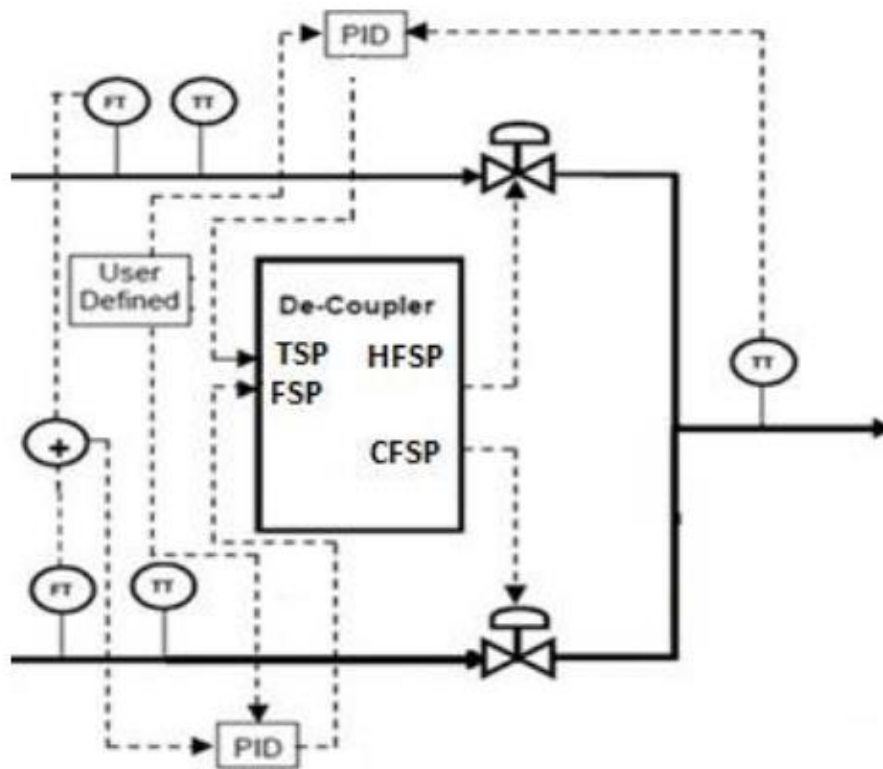 PID
FT
TT
User
Defined
De-Coupler
TSP
HFSP
FSP
TT
CFSP
+
FT
TT
PID